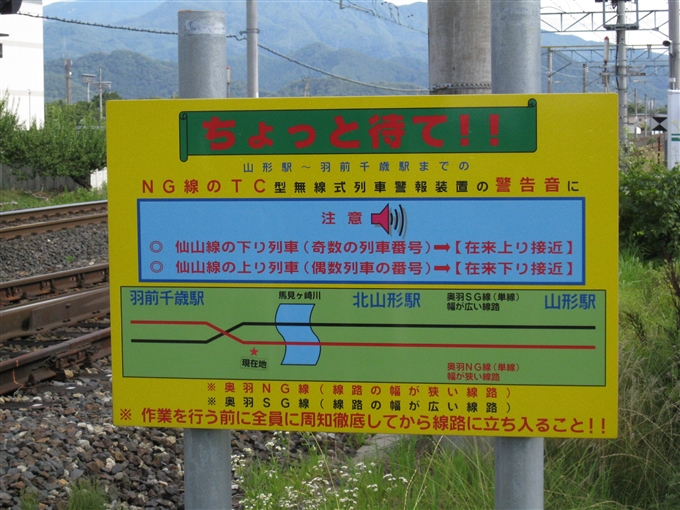 ちょっと待て!!
山形駅～羽前千歳駅までの
NG線のTC型無線式列車警報装置の警告音に
注意
◎ 仙山線の下り列車(奇数の列車番号)➡【在来上り接近】
◎ 仙山線の上り列車(偶数列車の番号)➡【在来下り接近】
羽前千歳駅
馬見ヶ崎川
北山形駅
奥羽SG線(単線)
幅が広い線路
山形駅
★
現在地
奥羽NG線(単線)
幅が狭い線路
※ 奥羽NG線(線路の幅が狭い線路)
※ 奥羽SG線(線路の幅が広い線路)
※ 作業を行う前に全員に周知徹底してから線路に立ち入ること!!